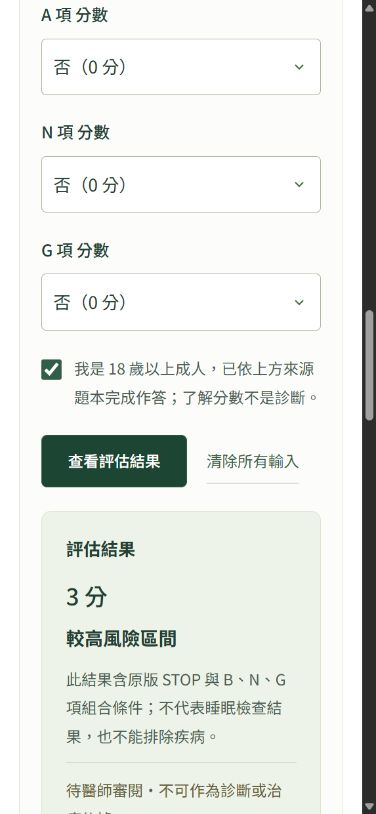 A 項 分數
否（0 分）
N 項 分數
否（0 分）
G 項 分數
否（0 分）
我是 18 歲以上成人，已依上方來源
題本完成作答；了解分數不是診斷。
查看評估結果
清除所有輸入
評估結果
3 分
較高風險區間
此結果含原版 STOP 與 B、N、G
項組合條件；不代表睡眠檢查結
果，也不能排除疾病。
待醫師審閱・不可作為診斷或治